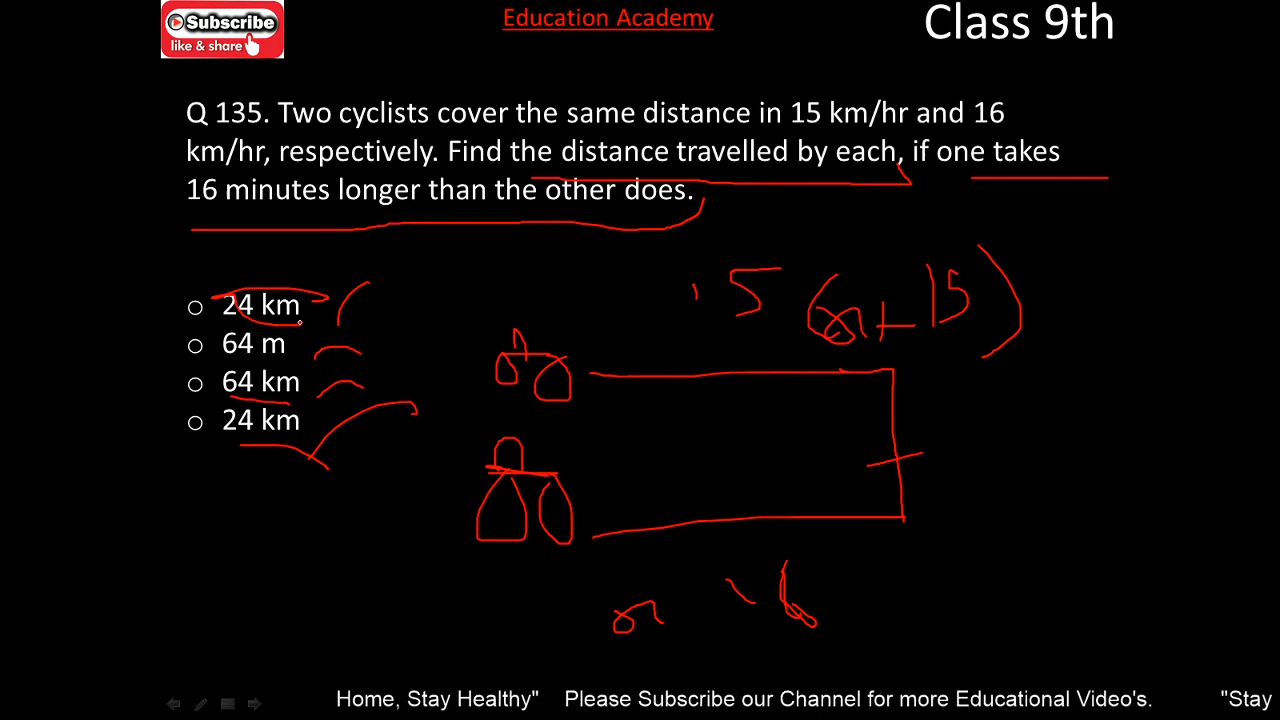 Subscribe
like & share
Education Academy
Class 9th
Q 135. Two cyclists cover the same distance in 15 km/hr and 16
km/hr, respectively. Find the distance travelled by each, if one takes
16 minutes longer than the other does.
24 km
64 m
64 km
24 km
15 (x+15)
x 16
Home, Stay Healthy" Please Subscribe our Channel for more Educational Video's. "Stay